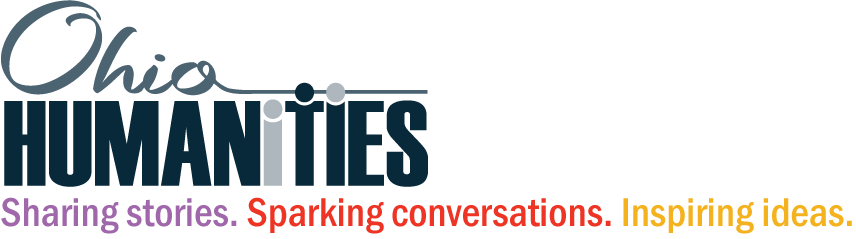 Ohio
HUMANiTiES
Sharing stories. Sparking conversations. Inspiring ideas.